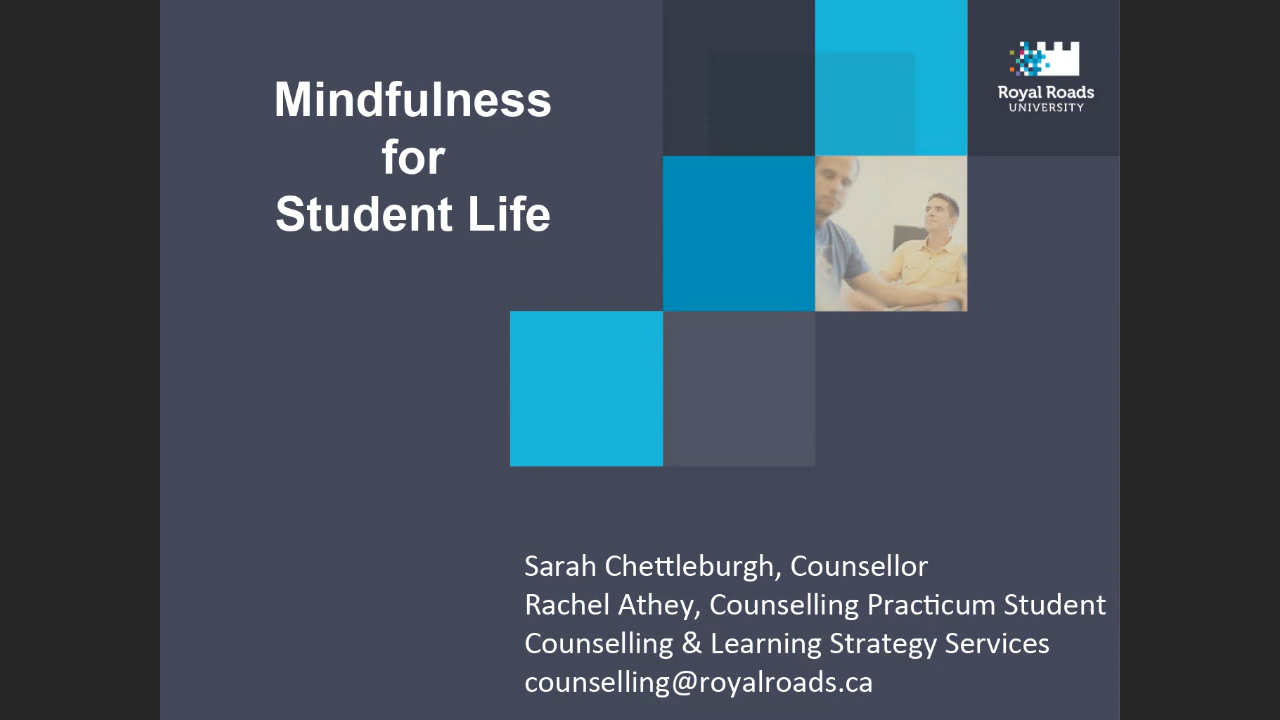 Mindfulness
for
Student Life
Royal Roads
UNIVERSITY
Sarah Chettleburgh, Counsellor
Rachel Athey, Counselling Practicum Student
Counselling & Learning Strategy Services
counselling@royalroads.ca